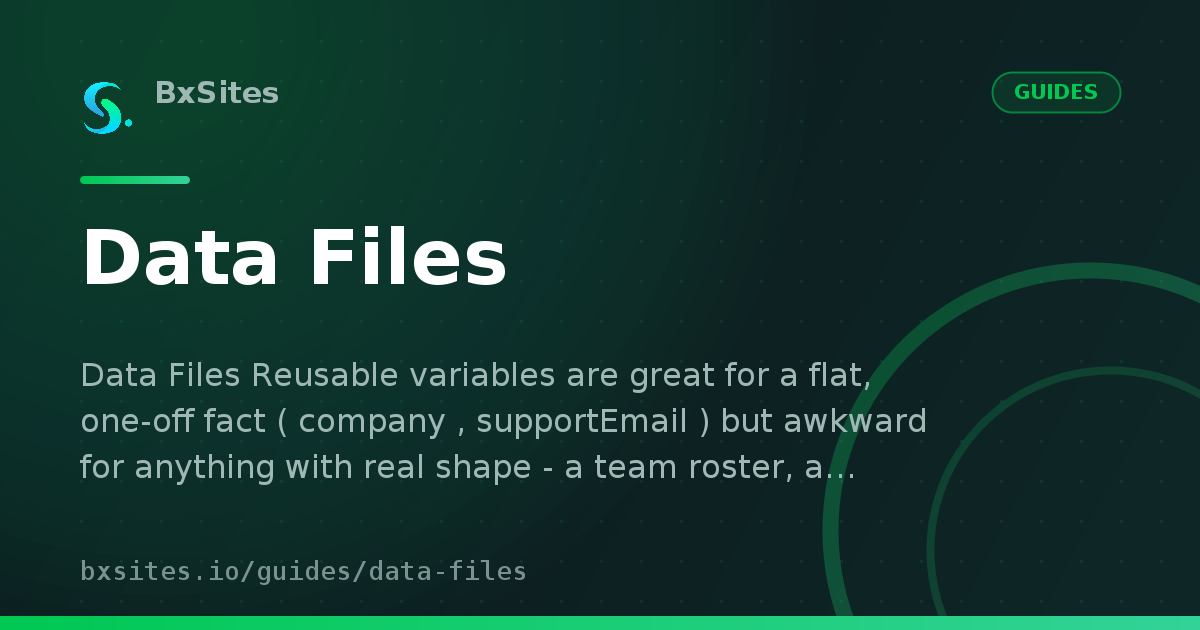 BxSites
GUIDES
Data Files
Data Files Reusable variables are great for a flat,
one-off fact ( company , supportEmail ) but awkward
for anything with real shape - a team roster, a...
bxsites.io/guides/data-files